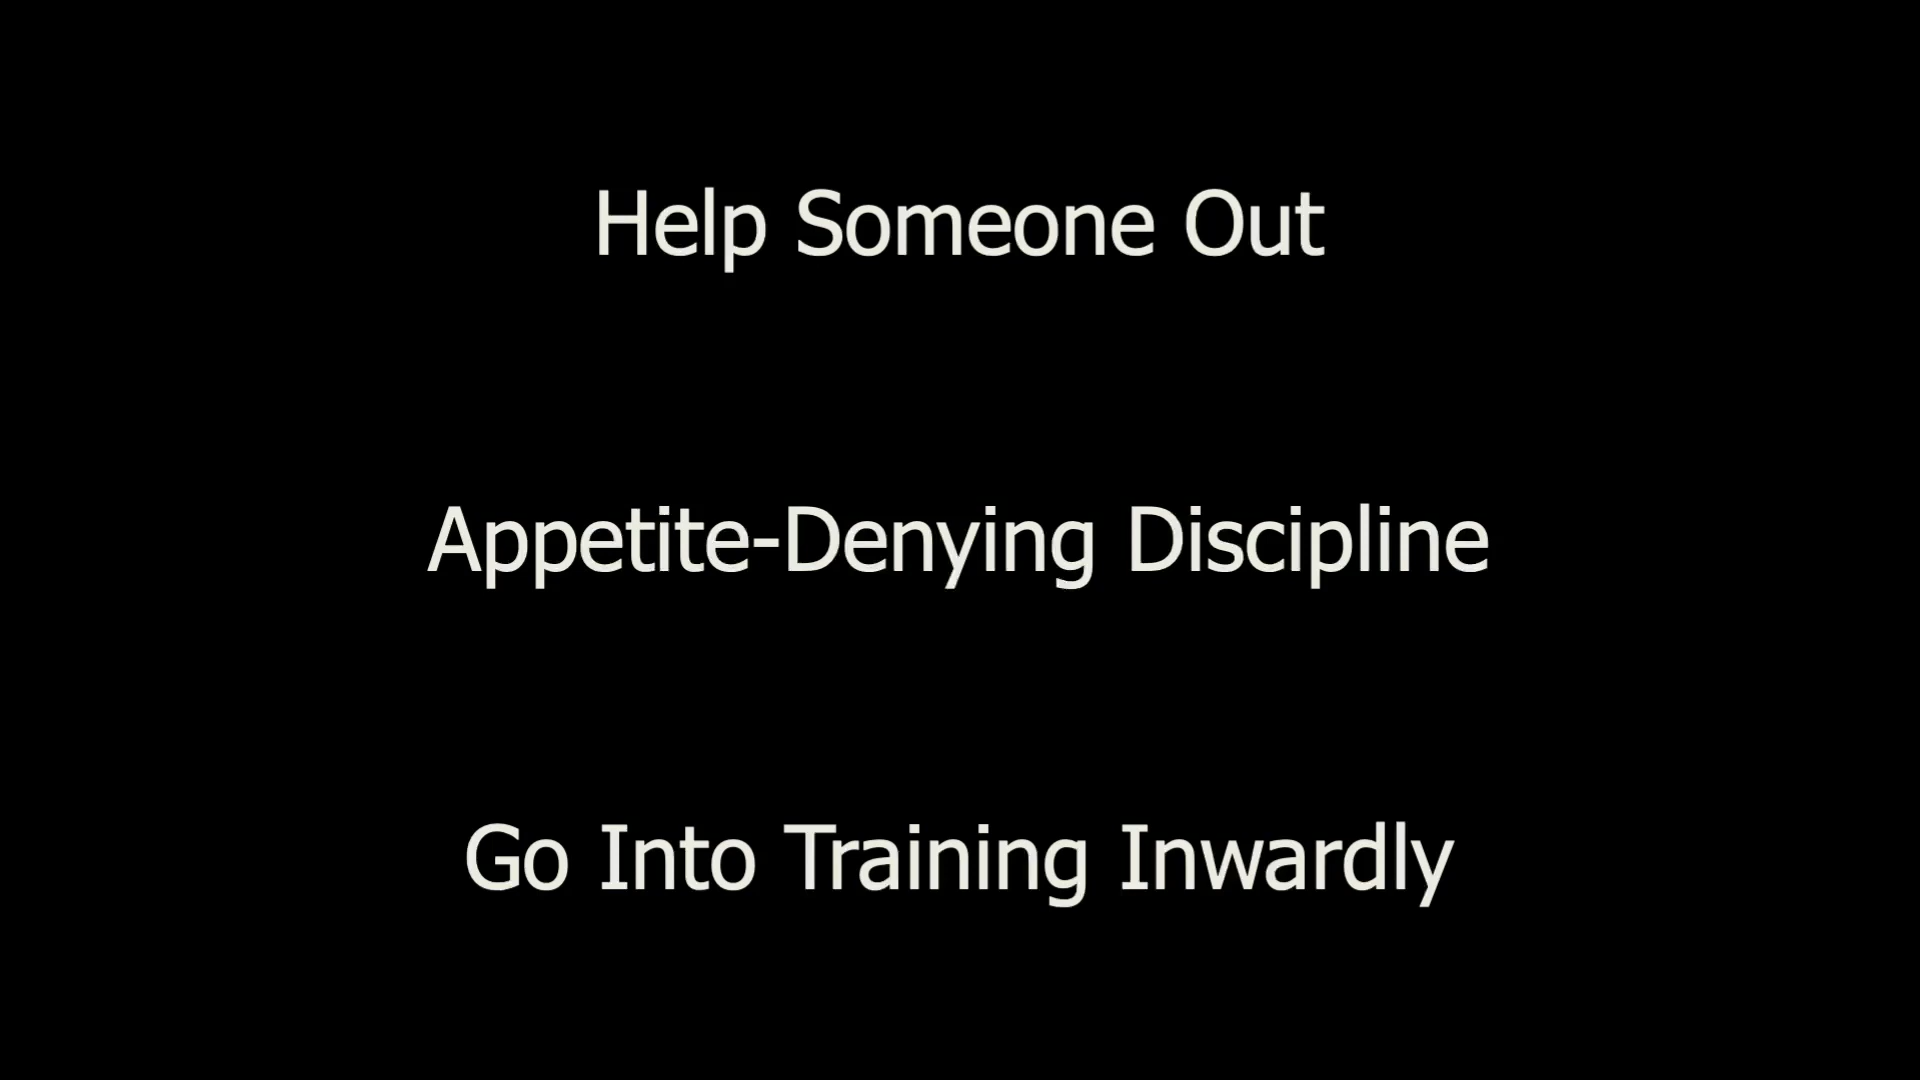 Help Someone Out
Appetite-Denying Discipline
Go Into Training Inwardly